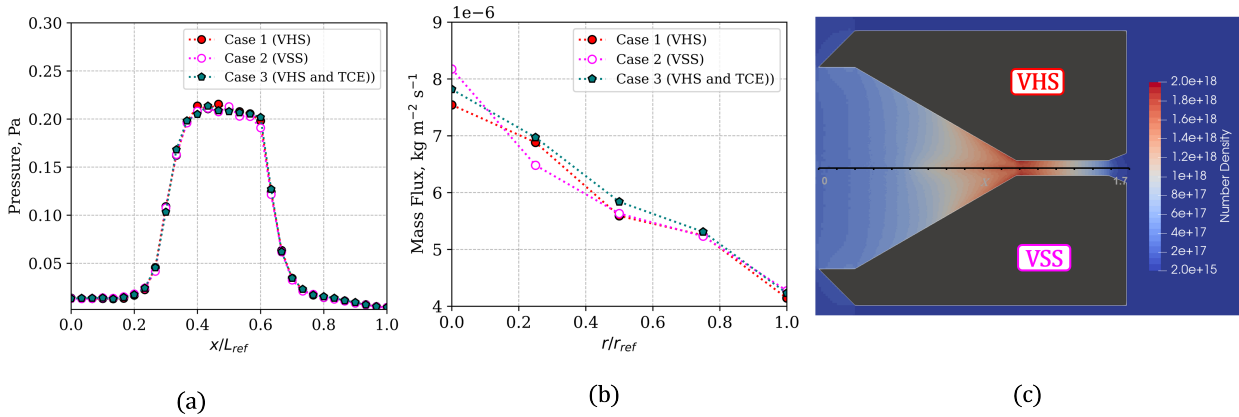 0.30
0.25
0.20
0.15
0.10
0.05
Pressure, Pa
Case 1 (VHS)
Case 2 (VSS)
Case 3 (VHS and TCE))
0.0 0.2 0.4 0.6 0.8 1.0
x/L_ref
(a)
1e−6
9
8
7
6
5
4
Mass Flux, kg m⁻² s⁻¹
Case 1 (VHS)
Case 2 (VSS)
Case 3 (VHS and TCE))
0.0 0.2 0.4 0.6 0.8 1.0
r/r_ref
(b)
VHS
VSS
0 1.7
2.0e+18
1.8e+18
1.6e+18
1.4e+18
1.2e+18
1e+18
8e+17
6e+17
4e+17
2e+17
2.0e+15
Number Density
(c)